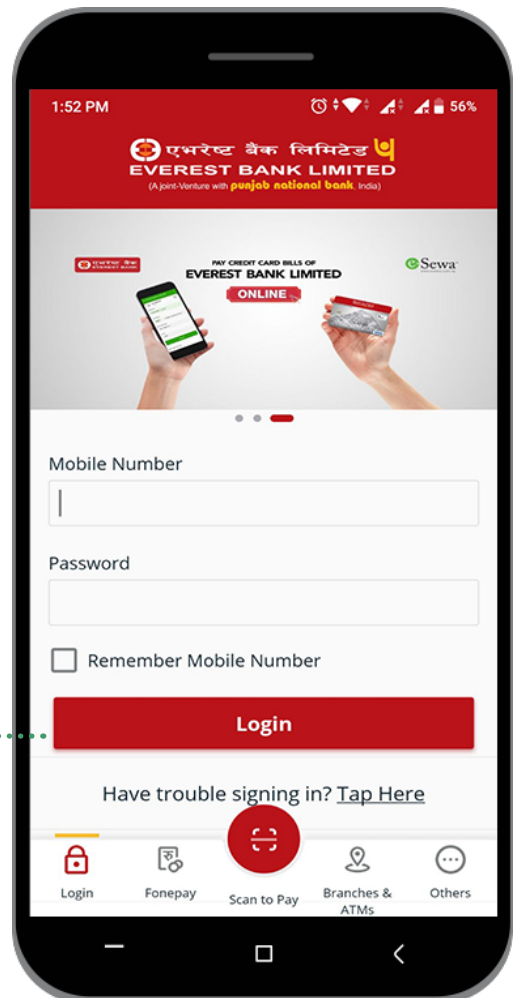 1:52 PM
56%
एभरेष्ट बैंक लिमिटेड
EVEREST BANK LIMITED
(A joint-Venture with punjab national bank, India)
PAY CREDIT CARD BILLS OF
EVEREST BANK LIMITED
ONLINE
eSewa
Mobile Number
Password
Remember Mobile Number
Login
Have trouble signing in? Tap Here
Login
Fonepay
Scan to Pay
Branches &
ATMs
Others